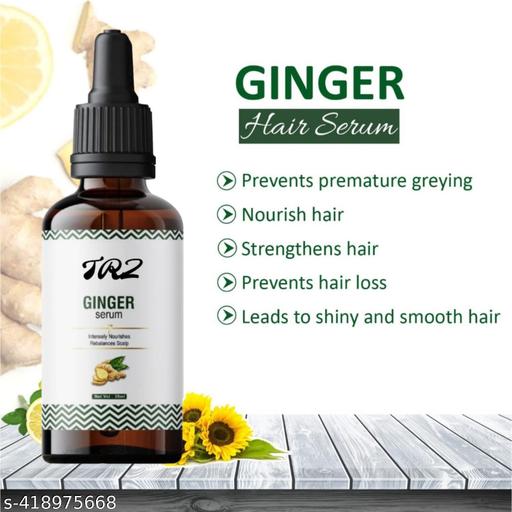 GINGER
Hair Serum
Prevents premature greying
Nourish hair
Strengthens hair
Prevents hair loss
Leads to shiny and smooth hair
TRZ
GINGER
serum
Intensely Nourishes
Rebalances Scalp
s-418975668